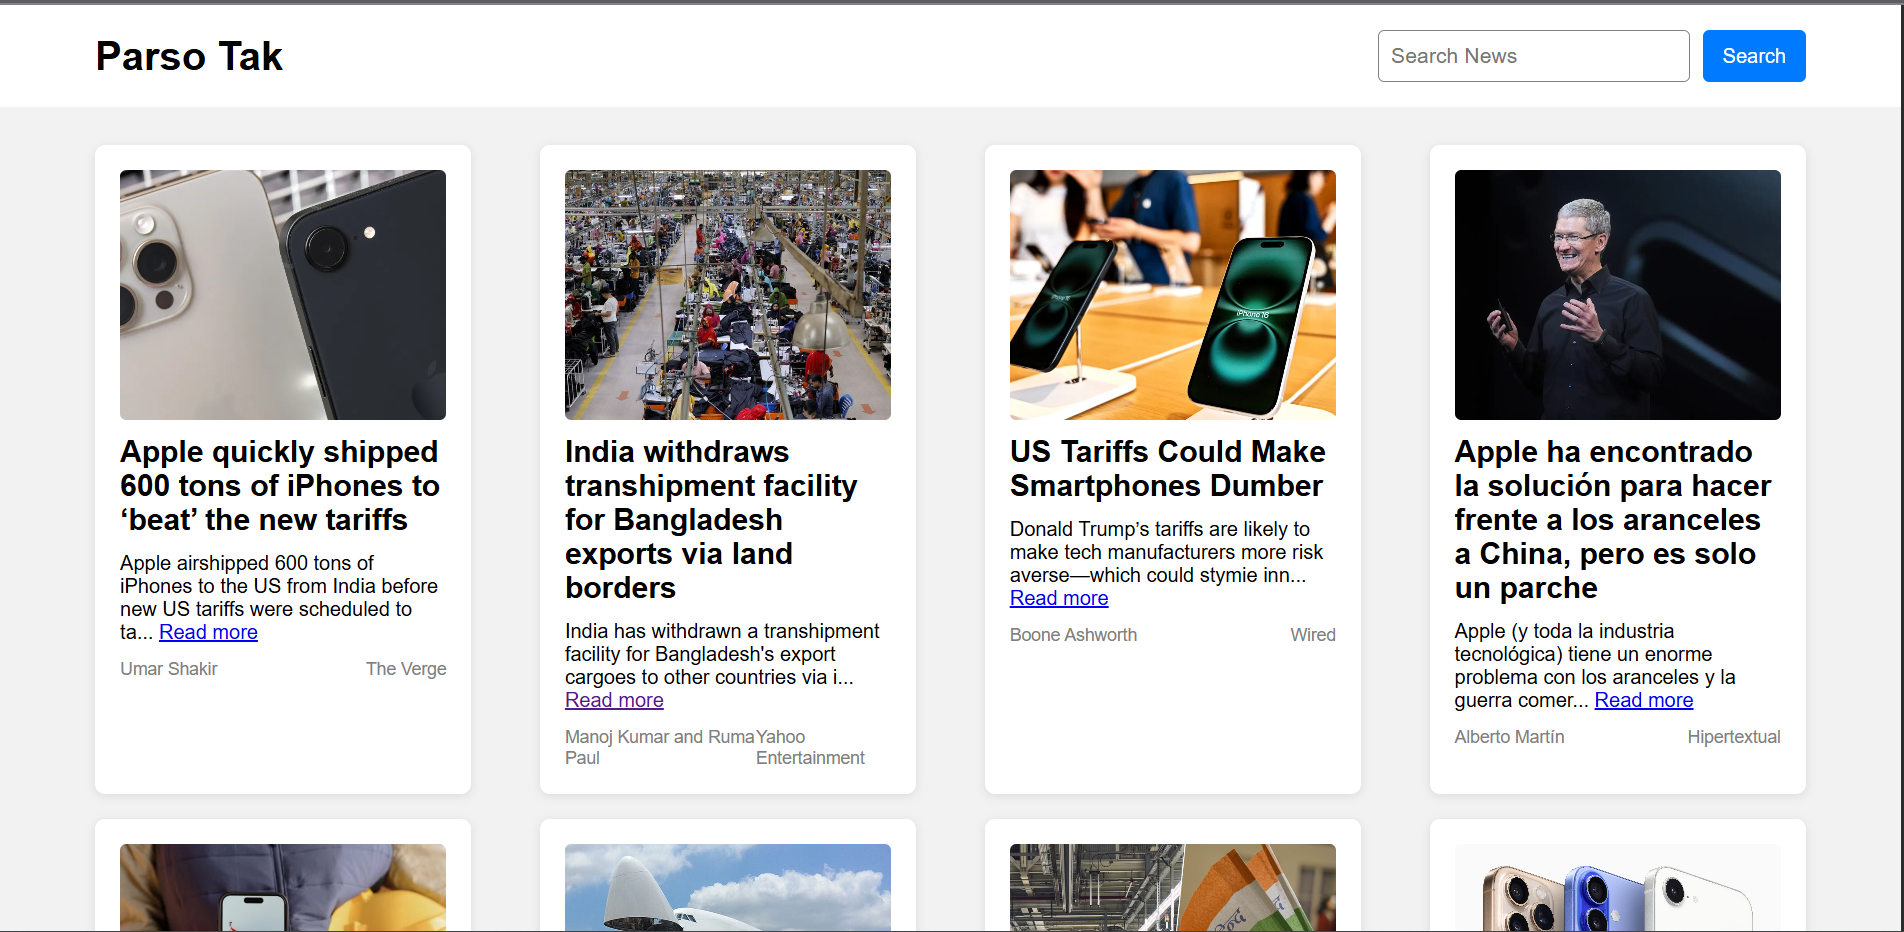 Parso Tak
Search News
Search
Apple quickly shipped
600 tons of iPhones to
‘beat’ the new tariffs
Apple airshipped 600 tons of
iPhones to the US from India before
new US tariffs were scheduled to
ta... Read more
Umar Shakir
The Verge
India withdraws
transhipment facility
for Bangladesh
exports via land
borders
India has withdrawn a transhipment
facility for Bangladesh's export
cargoes to other countries via i...
Read more
Manoj Kumar and Ruma
Paul
Yahoo
Entertainment
iPhone 16
US Tariffs Could Make
Smartphones Dumber
Donald Trump’s tariffs are likely to
make tech manufacturers more risk
averse—which could stymie inn...
Read more
Boone Ashworth
Wired
Apple ha encontrado
la solución para hacer
frente a los aranceles
a China, pero es solo
un parche
Apple (y toda la industria
tecnológica) tiene un enorme
problema con los aranceles y la
guerra comer... Read more
Alberto Martín
Hipertextual